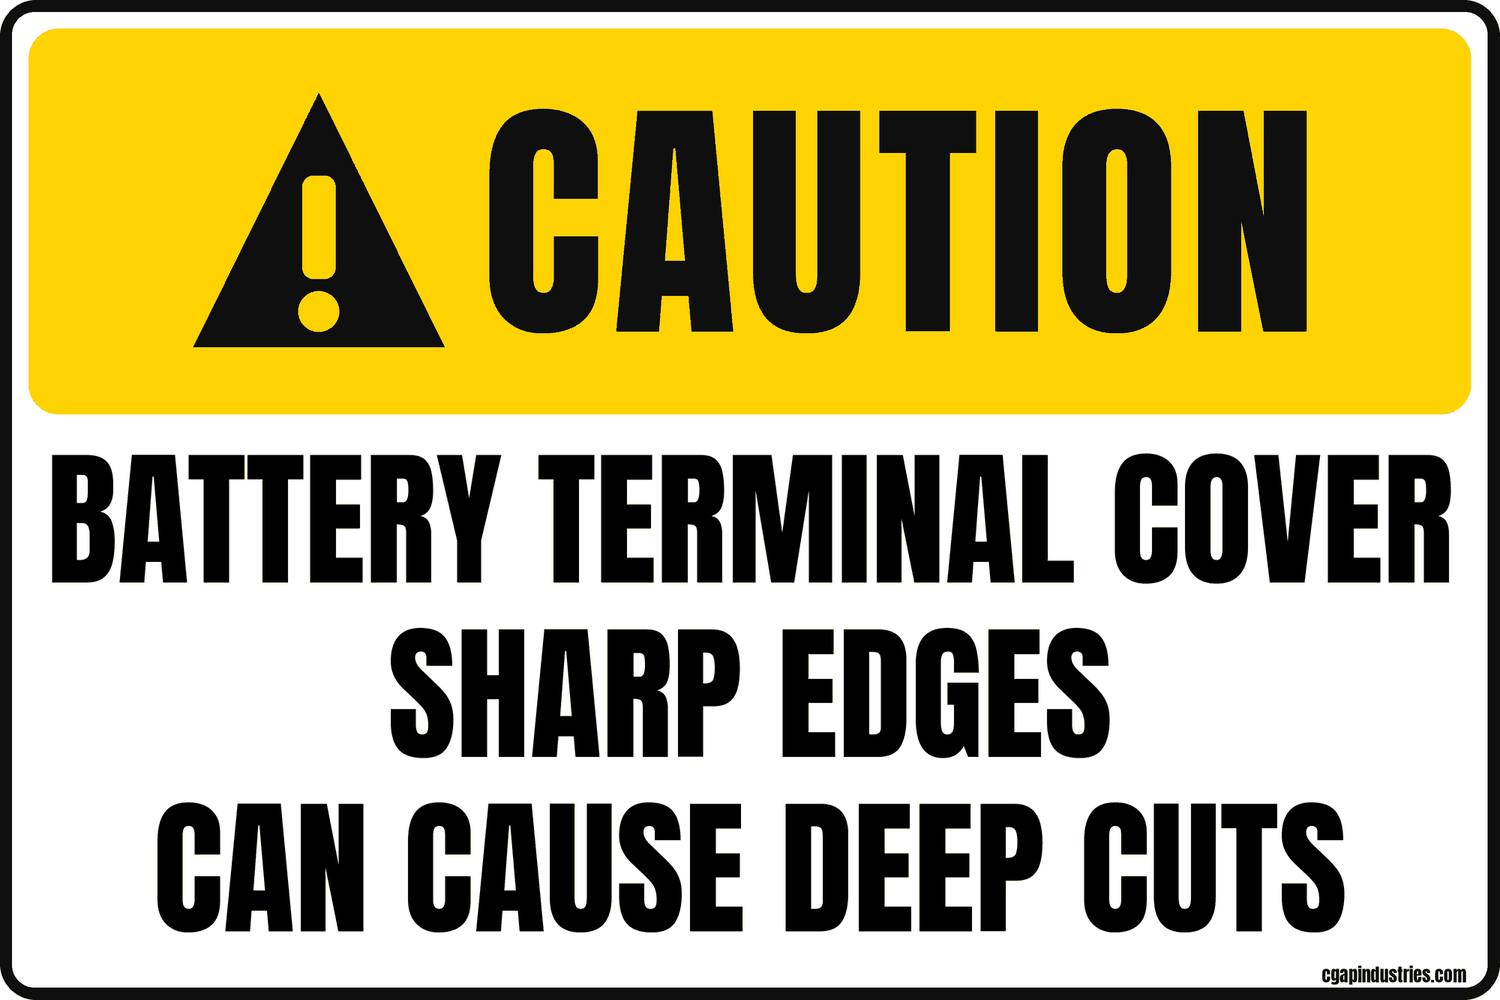 CAUTION
BATTERY TERMINAL COVER
SHARP EDGES
CAN CAUSE DEEP CUTS
cgapindustries.com